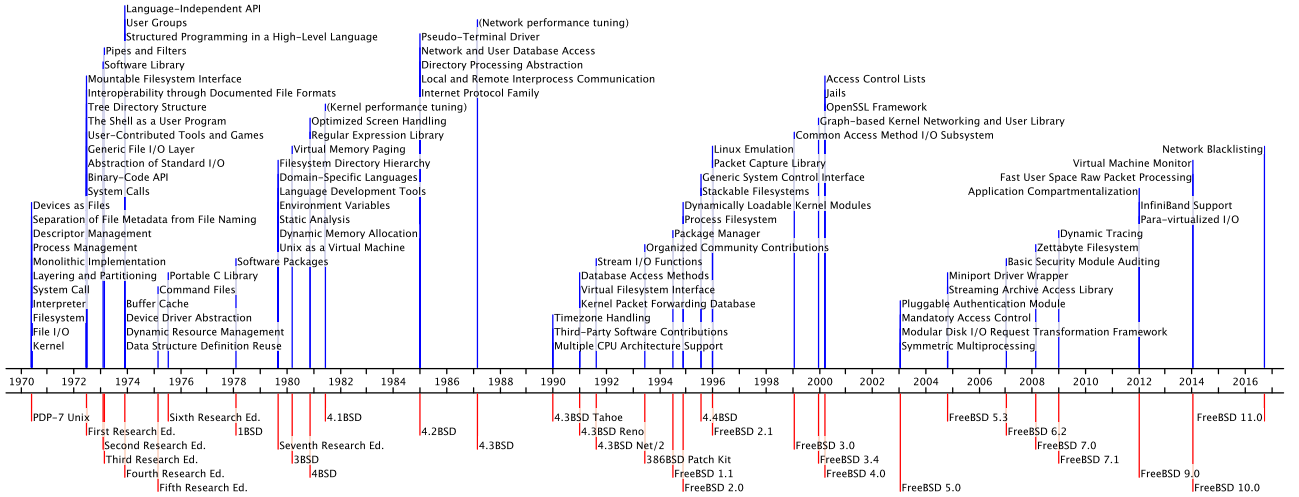 Language-Independent API
User Groups (Network performance tuning)
Structured Programming in a High-Level Language Pseudo-Terminal Driver
Pipes and Filters Network and User Database Access
Software Library Directory Processing Abstraction
Mountable Filesystem Interface Local and Remote Interprocess Communication Access Control Lists
Interoperability through Documented File Formats Internet Protocol Family Jails
Tree Directory Structure (Kernel performance tuning) OpenSSL Framework
The Shell as a User Program Optimized Screen Handling Graph-based Kernel Networking and User Library
User-Contributed Tools and Games Regular Expression Library Common Access Method I/O Subsystem
Generic File I/O Layer Virtual Memory Paging Linux Emulation Network Blacklisting
Abstraction of Standard I/O Filesystem Directory Hierarchy Packet Capture Library Virtual Machine Monitor
Binary-Code API Domain-Specific Languages Generic System Control Interface Fast User Space Raw Packet Processing
System Calls Language Development Tools Stackable Filesystems Application Compartmentalization
Devices as Files Environment Variables Dynamically Loadable Kernel Modules InfiniBand Support
Separation of File Metadata from File Naming Static Analysis Process Filesystem Para-virtualized I/O
Descriptor Management Dynamic Memory Allocation Package Manager Dynamic Tracing
Process Management Unix as a Virtual Machine Organized Community Contributions Zettabyte Filesystem
Monolithic Implementation Software Packages Stream I/O Functions Basic Security Module Auditing
Layering and Partitioning Portable C Library Database Access Methods Miniport Driver Wrapper
System Call Command Files Virtual Filesystem Interface Streaming Archive Access Library
Interpreter Buffer Cache Kernel Packet Forwarding Database Pluggable Authentication Module
Filesystem Device Driver Abstraction Timezone Handling Mandatory Access Control
File I/O Dynamic Resource Management Third-Party Software Contributions Modular Disk I/O Request Transformation Framework
Kernel Data Structure Definition Reuse Multiple CPU Architecture Support Symmetric Multiprocessing
1970 1972 1974 1976 1978 1980 1982 1984 1986 1988 1990 1992 1994 1996 1998 2000 2002 2004 2006 2008 2010 2012 2014 2016
PDP-7 Unix Sixth Research Ed. 4.1BSD 4.3BSD Tahoe 4.4BSD FreeBSD 5.3 FreeBSD 11.0
First Research Ed. 1BSD 4.2BSD 4.3BSD Reno FreeBSD 2.1 FreeBSD 6.2
Second Research Ed. Seventh Research Ed. 4.3BSD 4.3BSD Net/2 FreeBSD 3.0 FreeBSD 7.0
Third Research Ed. 3BSD 386BSD Patch Kit FreeBSD 3.4 FreeBSD 7.1
Fourth Research Ed. 4BSD FreeBSD 1.1 FreeBSD 4.0 FreeBSD 9.0
Fifth Research Ed. FreeBSD 2.0 FreeBSD 5.0 FreeBSD 10.0